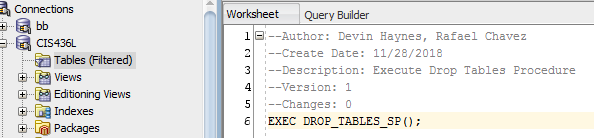 Connections
bb
CIS436L
Tables (Filtered)
Views
Editioning Views
Indexes
Packages
Worksheet Query Builder
1 --Author: Devin Haynes, Rafael Chavez
2 --Create Date: 11/28/2018
3 --Description: Execute Drop Tables Procedure
4 --Version: 1
5 --Changes: 0
6 EXEC DROP_TABLES_SP();